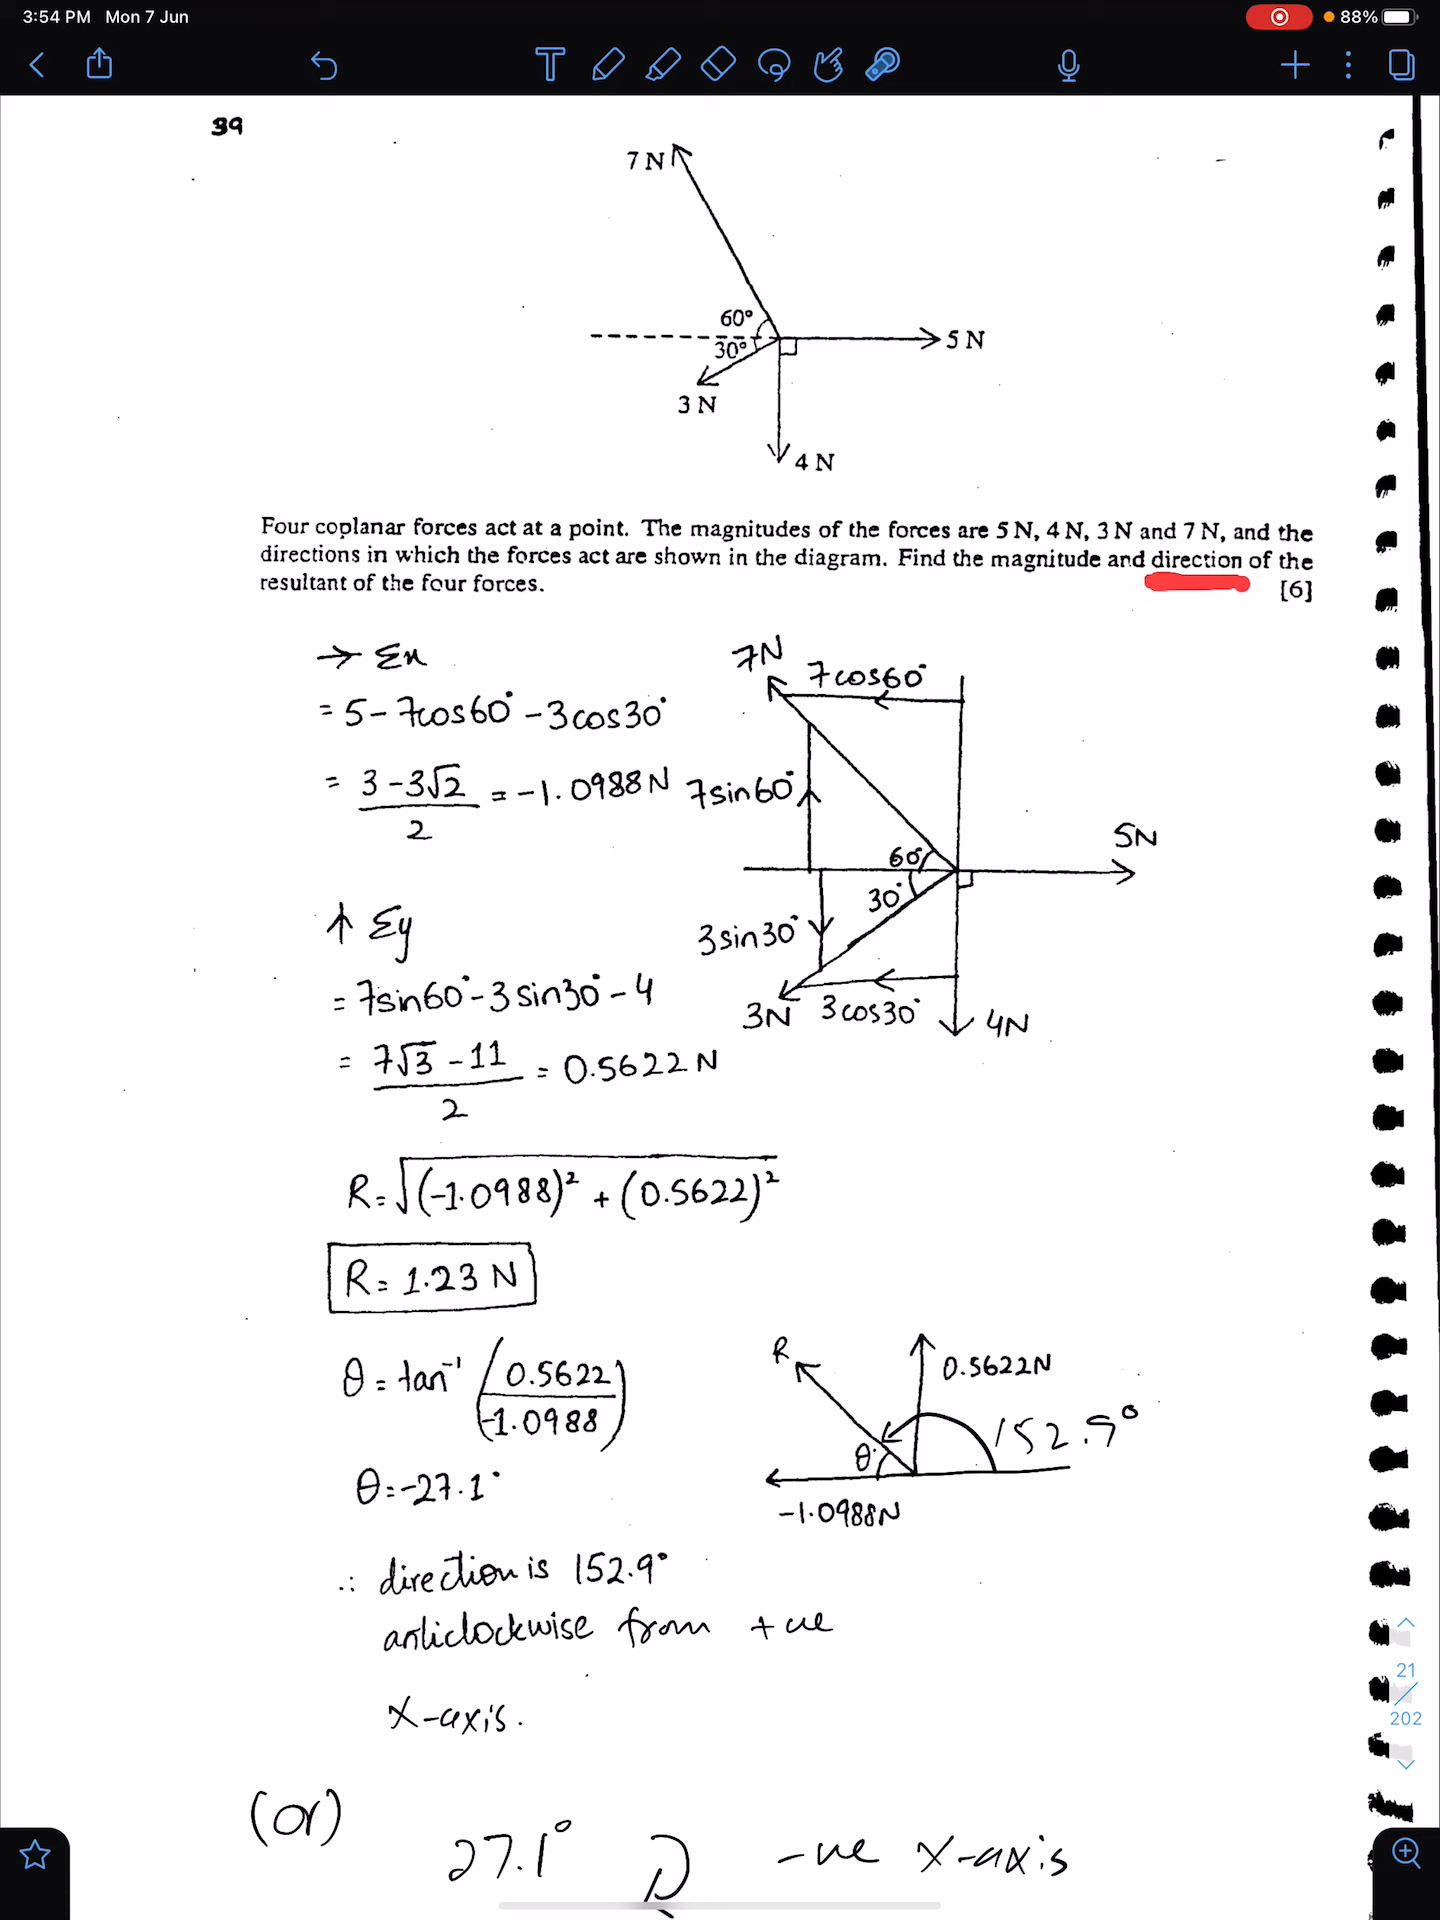 3:54 PM Mon 7 Jun
88%
39
7 N
60°
30°
5 N
3 N
4 N
Four coplanar forces act at a point. The magnitudes of the forces are 5 N, 4 N, 3 N and 7 N, and the
directions in which the forces act are shown in the diagram. Find the magnitude and direction of the
resultant of the four forces.
[6]
→ Σx
= 5 - 7cos60° - 3cos30°
= 3 - 3√2 / 2 = -1.0988 N
7N
7cos60°
7sin60°
60°
30°
5N
3sin30°
3N
3cos30°
4N
↑ Σy
= 7sin60° - 3sin30° - 4
= 7√3 - 11 / 2 = 0.5622 N
R = √(-1.0988)² + (0.5622)²
R = 1.23 N
θ = tan⁻¹ (0.5622 / -1.0988)
θ = -27.1°
R
0.5622N
152.9°
θ
-1.0988N
∴ direction is 152.9°
anticlockwise from +ve
x-axis.
(or)
27.1° -ve x-axis
21
202